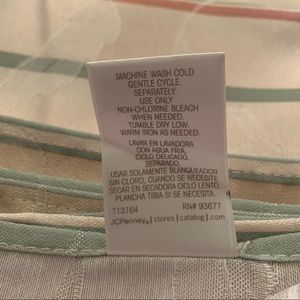 MACHINE WASH COLD
GENTLE CYCLE
SEPARATELY.
USE ONLY
NON-CHLORINE BLEACH
WHEN NEEDED.
TUMBLE DRY LOW.
WARM IRON AS NEEDED.
LAVAR EN LAVADORA
CON AGUA FRIA,
CICLO DELICADO,
SEPARADO.
USAR SOLAMENTE BLANQUEADOR
SIN CLORO, CUANDO SE NECESITE.
SECAR EN SECADORA CICLO LENTO.
PLANCHA TIBIA SI SE NECESITA.
713164 RN# 93677
JCPenney® | stores | catalog | .com